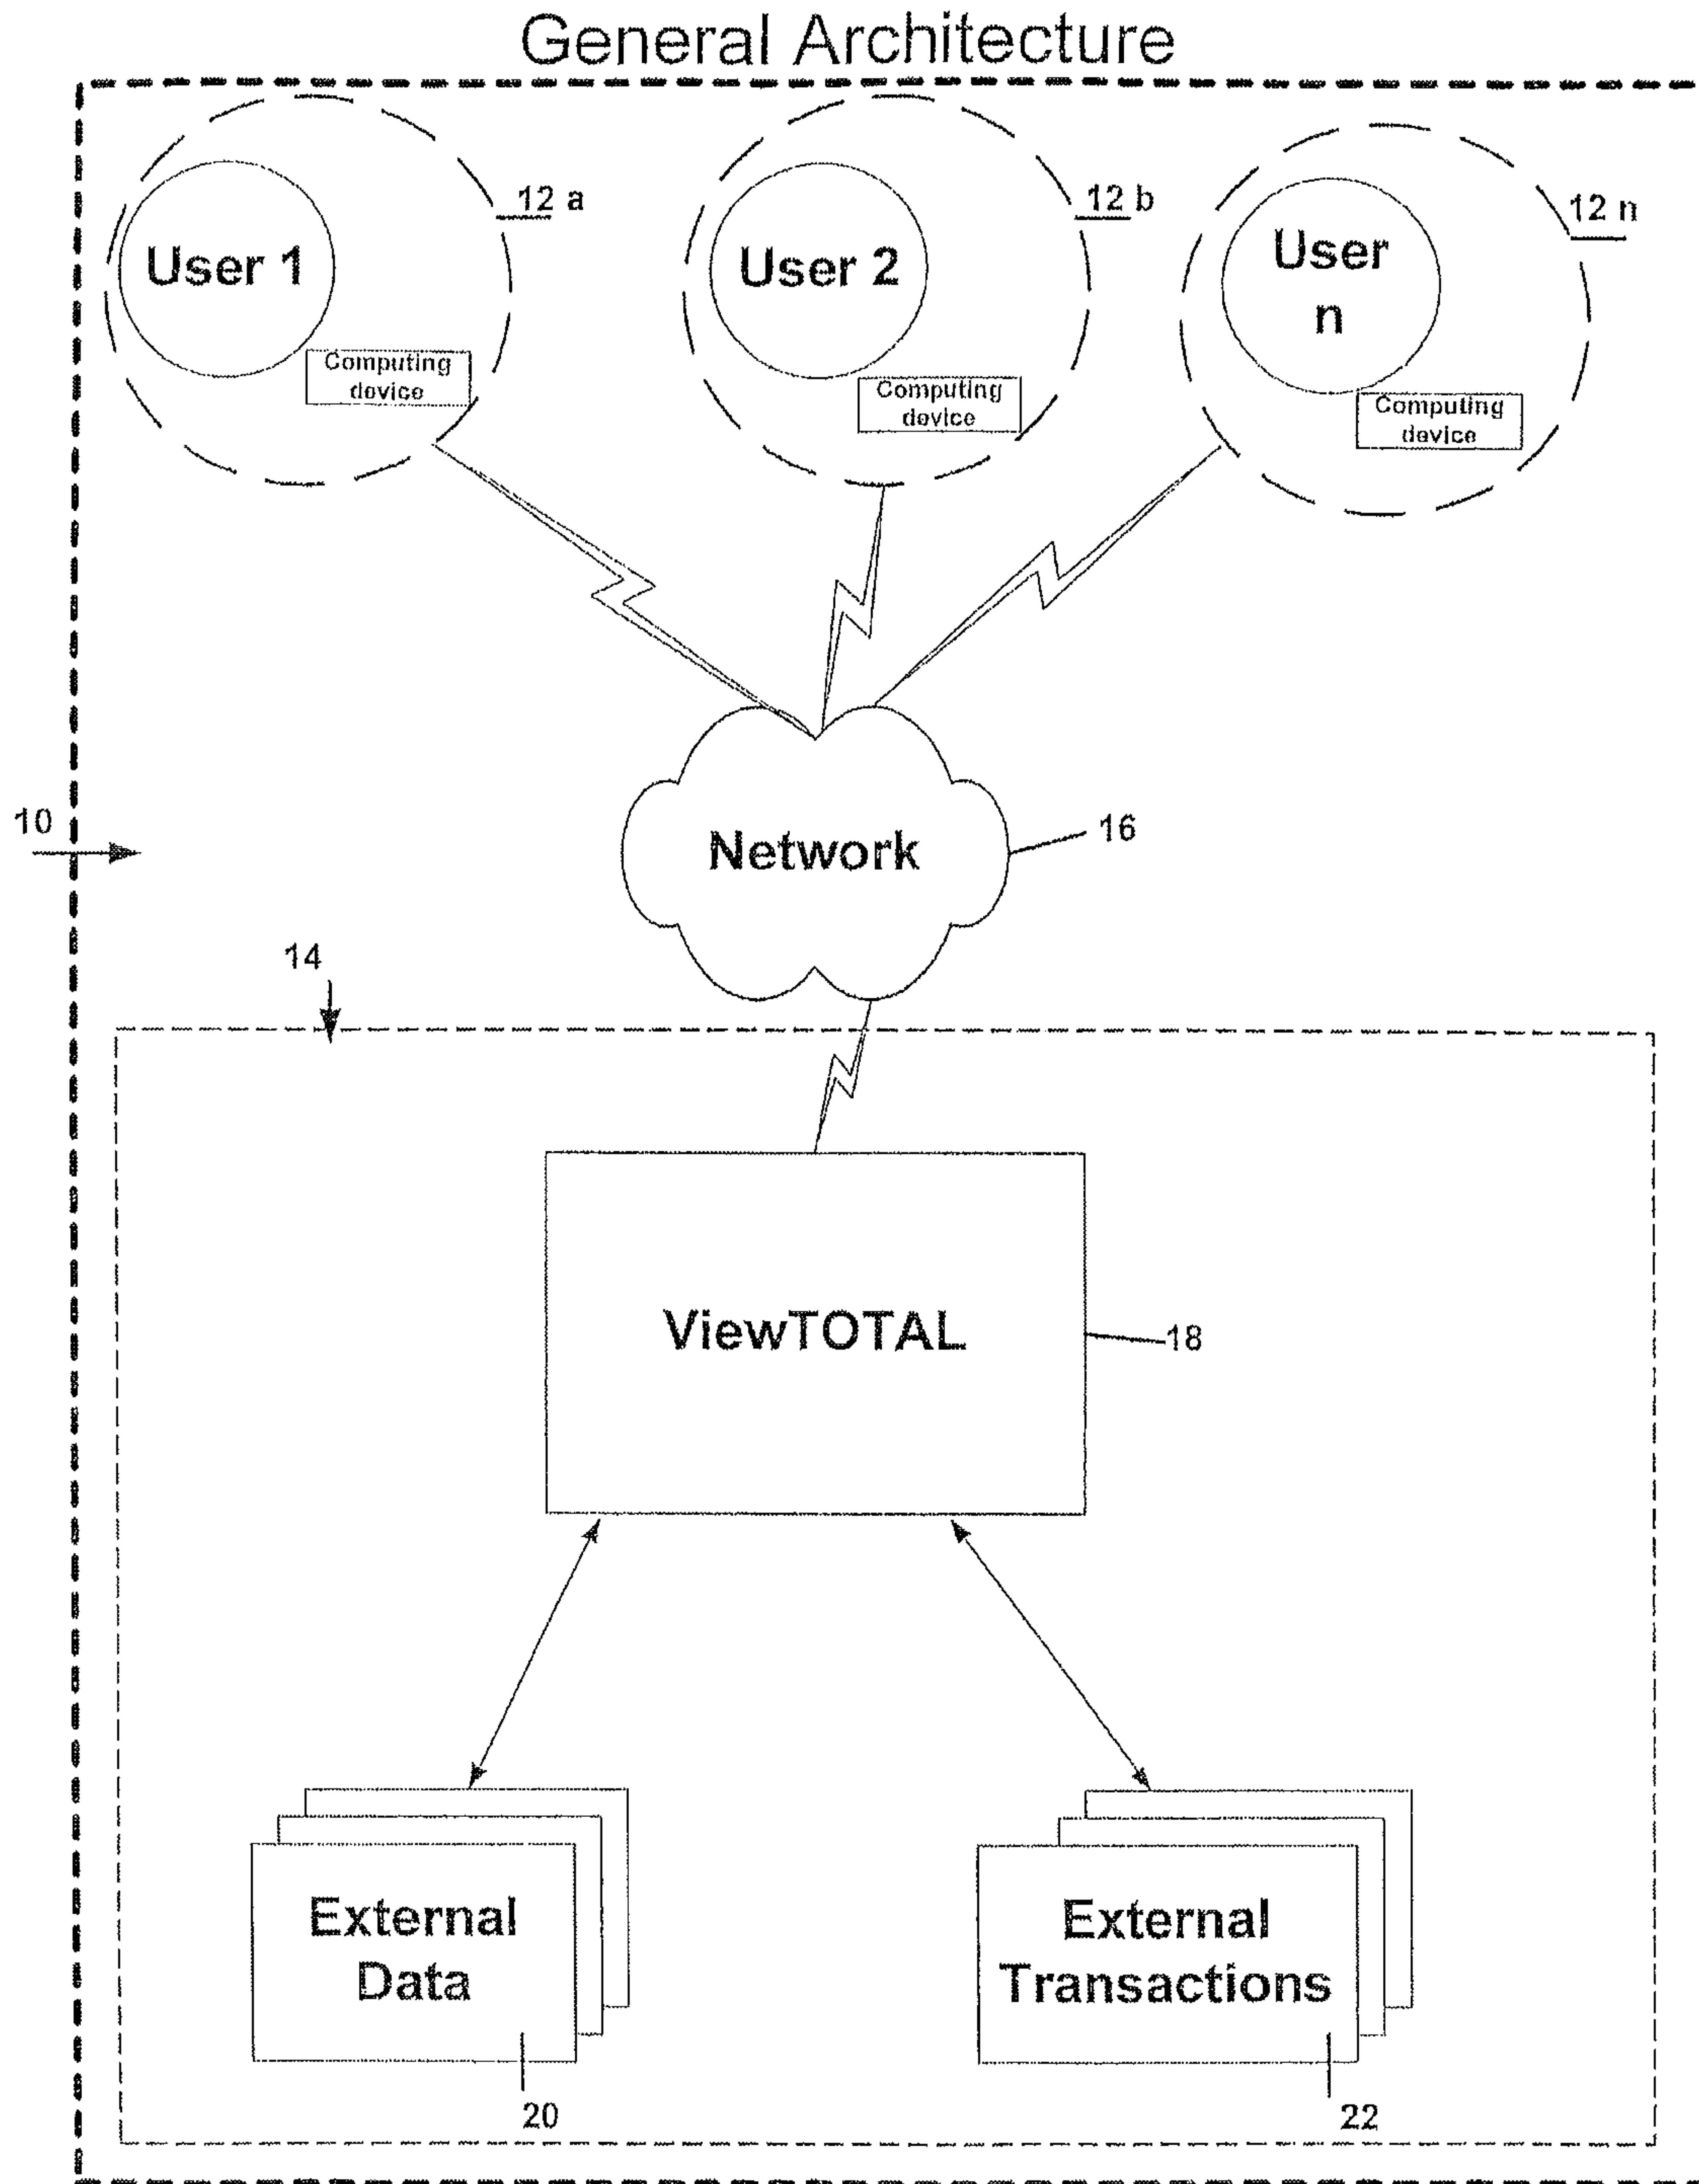 General Architecture
12 a
12 b
12 n
User 1
User 2
User
n
Computing
device
Computing
device
Computing
device
10
Network
16
14
ViewTOTAL
18
External
Data
External
Transactions
20
22